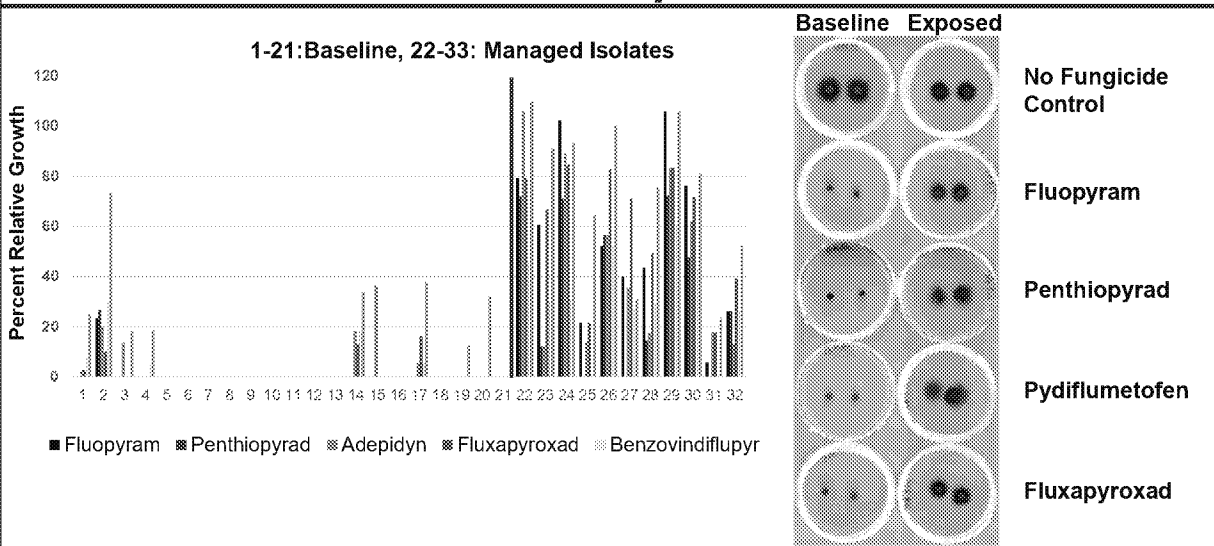 Baseline Exposed
1-21:Baseline, 22-33: Managed Isolates
No Fungicide
Control
Fluopyram
Penthiopyrad
Pydiflumetofen
Fluxapyroxad
Percent Relative Growth
120
100
80
60
40
20
0
1 2 3 4 5 6 7 8 9 10 11 12 13 14 15 16 17 18 19 20 21 22 23 24 25 26 27 28 29 30 31 32
Fluopyram Penthiopyrad Adepidyn Fluxapyroxad Benzovindiflupyr